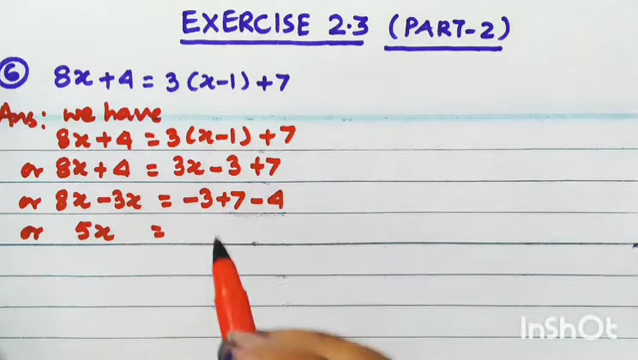 EXERCISE 2.3 (PART-2)
⑥ 8x+4=3(x-1)+7
Ans: we have
8x+4=3(x-1)+7
or 8x+4 = 3x-3+7
or 8x-3x = -3+7-4
or 5x =
InShOt